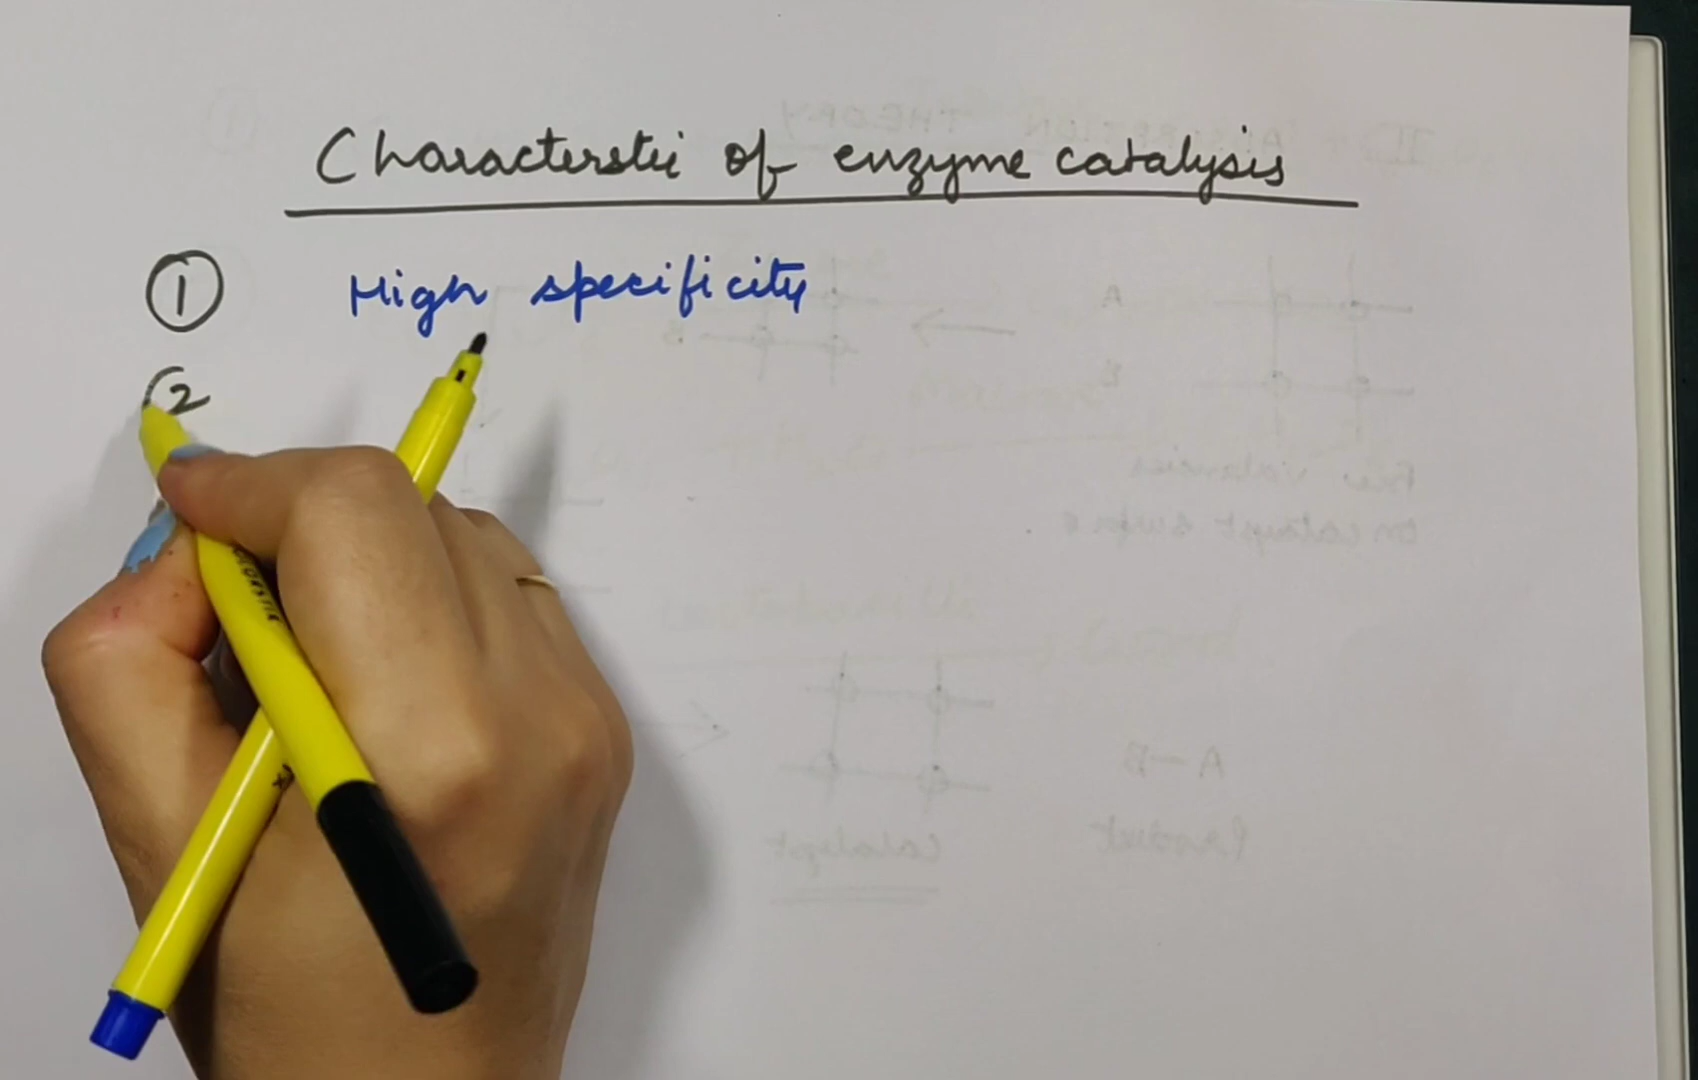 Characterstic of enzyme catalysis
① High specificity
②